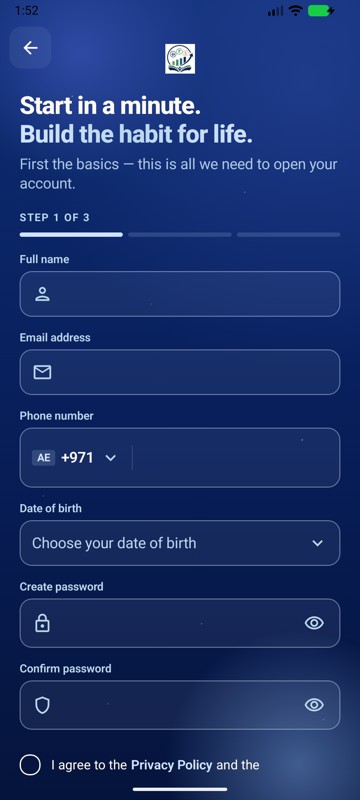 1:52
Start in a minute.
Build the habit for life.
First the basics — this is all we need to open your
account.
STEP 1 OF 3
Full name
Email address
Phone number
AE +971
Date of birth
Choose your date of birth
Create password
Confirm password
I agree to the Privacy Policy and the